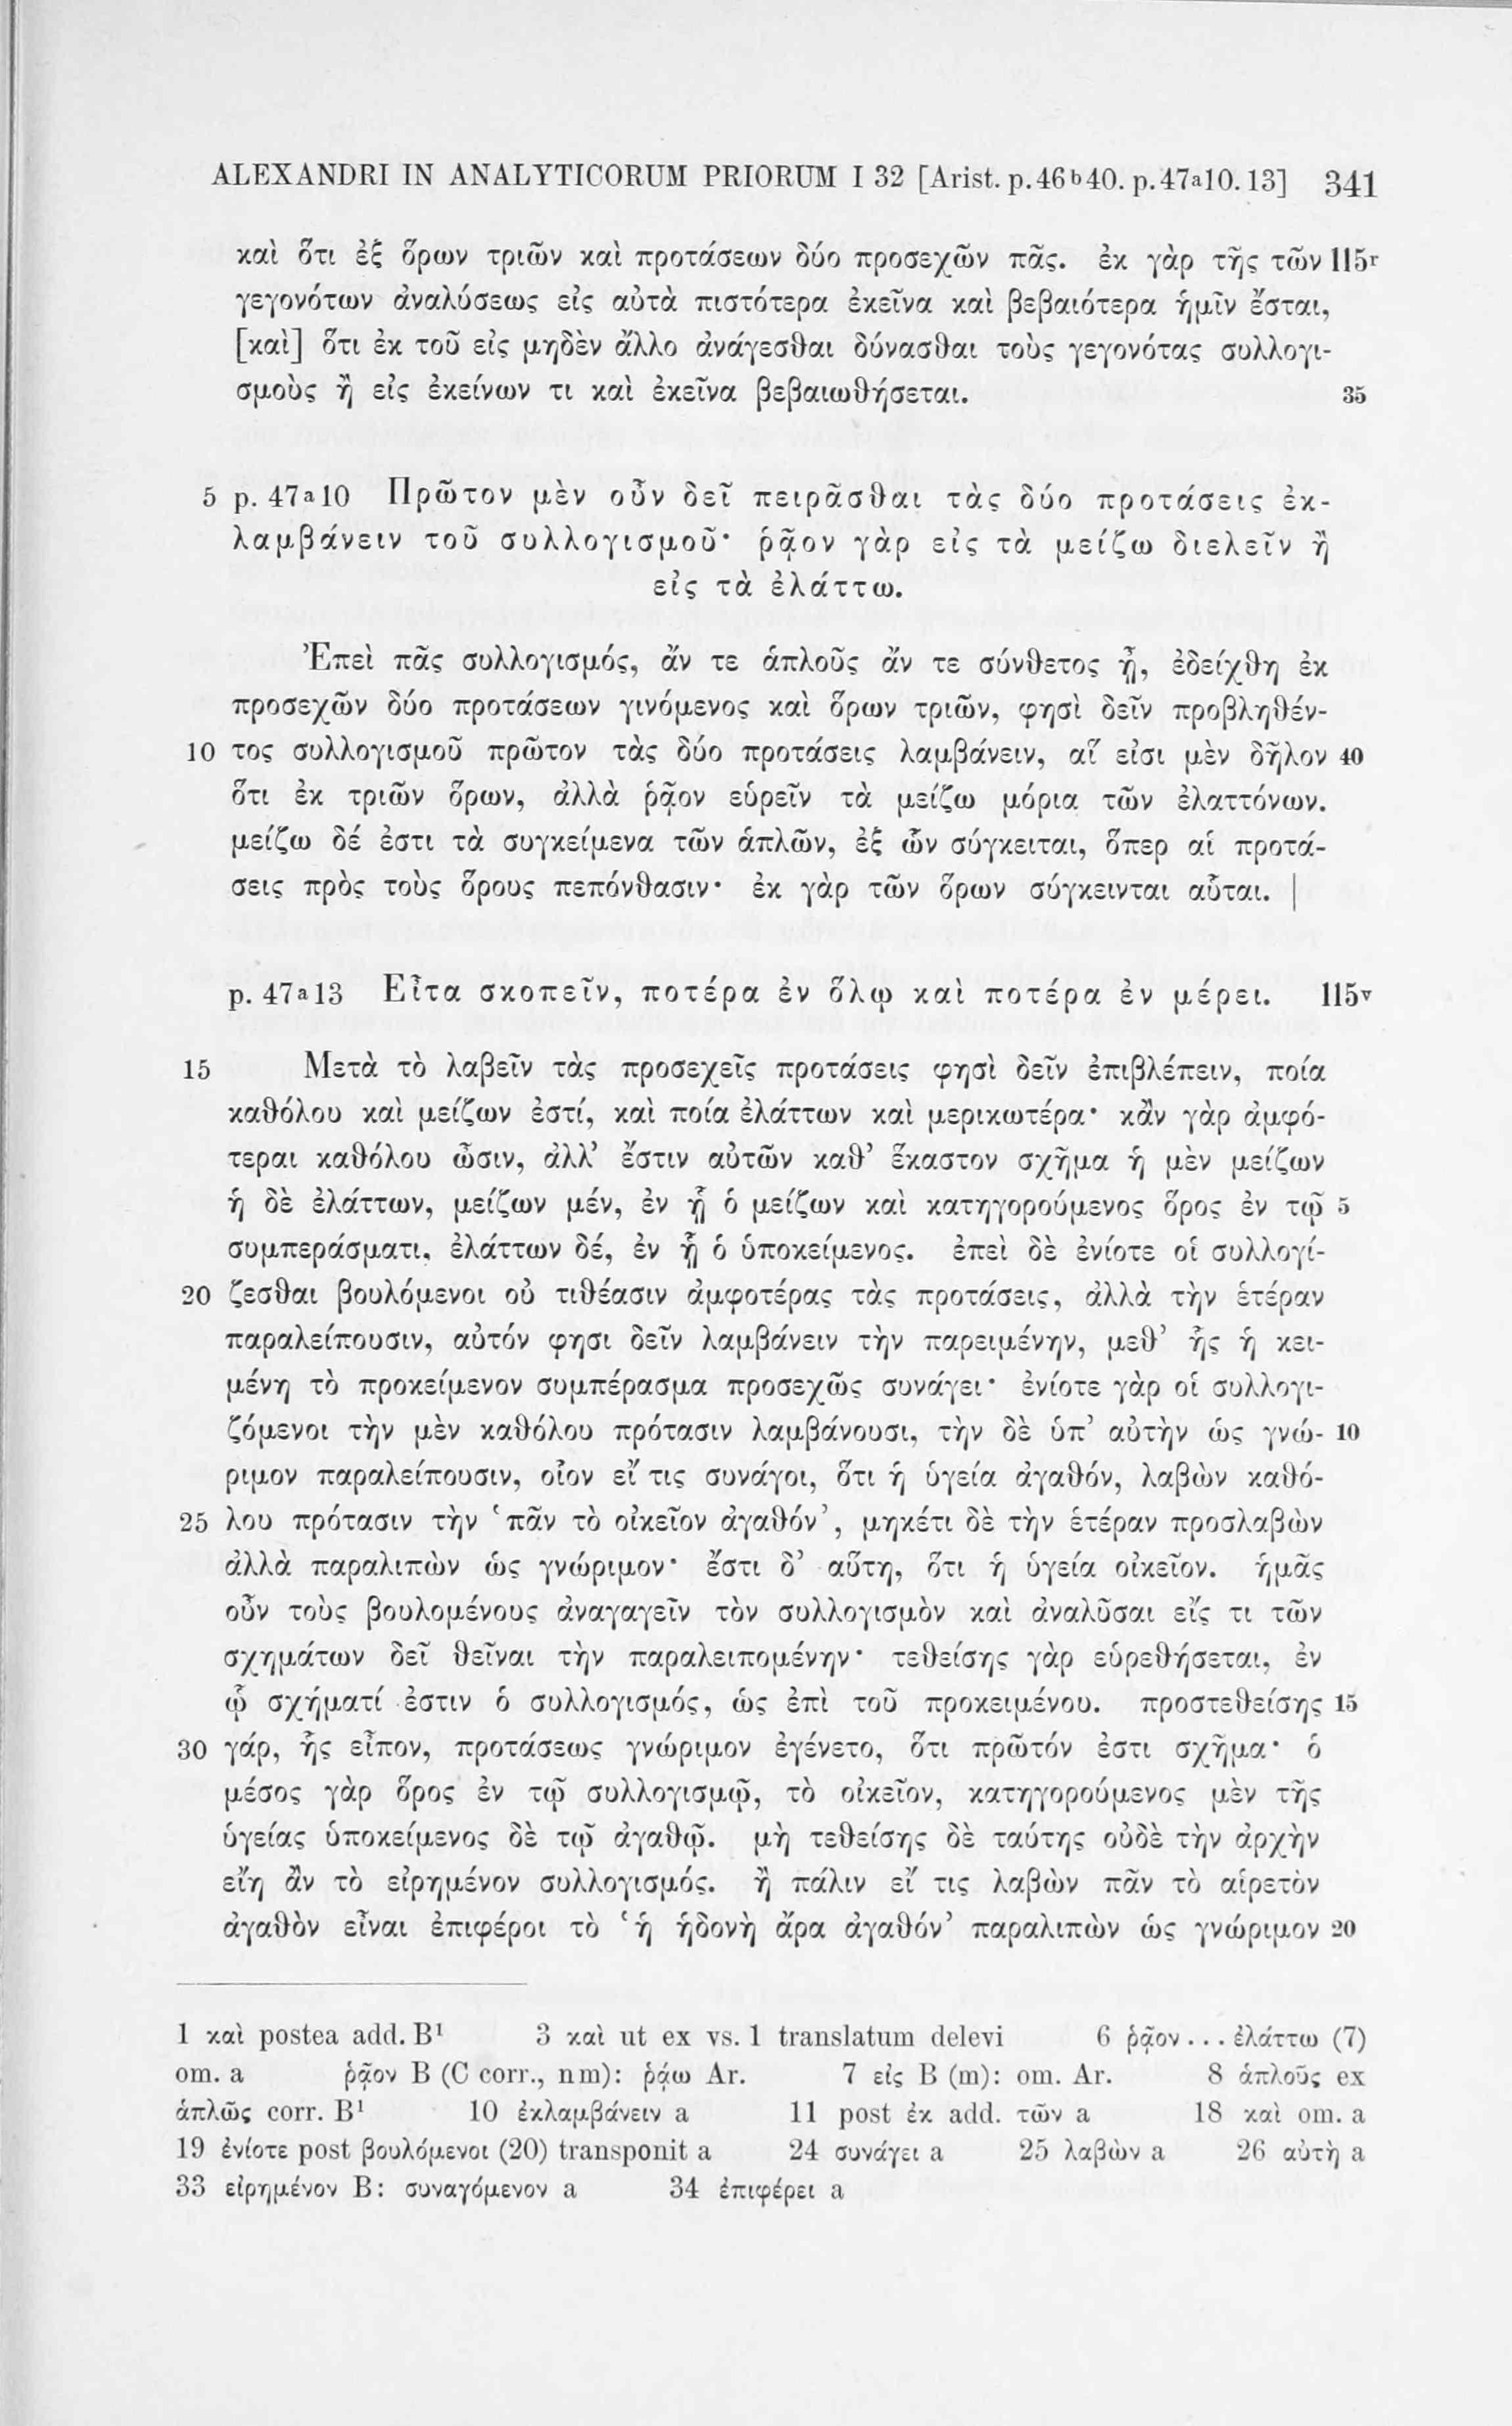 ALEXANDRI IN ANALYTICORUM PRIORUM I 32 [Arist. p. 46ᵇ40. p. 47ᵃ10. 13] 341
καὶ ὅτι ἐξ ὅρων τριῶν καὶ προτάσεων δύο προσεχῶν πᾶς. ἐκ γὰρ τῆς τῶν 115ʳ
γεγονότων ἀναλύσεως εἰς αὐτὰ πιστότερα ἐκεῖνα καὶ βεβαιότερα ἡμῖν ἔσται,
[καὶ] ὅτι ἐκ τοῦ εἰς μηδὲν ἄλλο ἀνάγεσθαι δύνασθαι τοὺς γεγονότας συλλογι-
σμοὺς ἢ εἰς ἐκείνων τι καὶ ἐκεῖνα βεβαιωθήσεται. 35
5 p. 47ᵃ10 Πρῶτον μὲν οὖν δεῖ πειρᾶσθαι τὰς δύο προτάσεις ἐκ-
λαμβάνειν τοῦ συλλογισμοῦ· ῥᾷον γὰρ εἰς τὰ μείζω διελεῖν ἢ
εἰς τὰ ἐλάττω.
Ἐπεὶ πᾶς συλλογισμός, ἄν τε ἁπλοῦς ἄν τε σύνθετος ᾖ, ἐδείχθη ἐκ
προσεχῶν δύο προτάσεων γινόμενος καὶ ὅρων τριῶν, φησὶ δεῖν προβληθέν-
10 τος συλλογισμοῦ πρῶτον τὰς δύο προτάσεις λαμβάνειν, αἵ εἰσι μὲν δῆλον 40
ὅτι ἐκ τριῶν ὅρων, ἀλλὰ ῥᾷον εὑρεῖν τὰ μείζω μόρια τῶν ἐλαττόνων.
μείζω δέ ἐστι τὰ συγκείμενα τῶν ἁπλῶν, ἐξ ὧν σύγκειται, ὅπερ αἱ προτά-
σεις πρὸς τοὺς ὅρους πεπόνθασιν· ἐκ γὰρ τῶν ὅρων σύγκεινται αὗται. |
p. 47ᵃ13 Εἶτα σκοπεῖν, ποτέρα ἐν ὅλῳ καὶ ποτέρα ἐν μέρει. 115ᵛ
15 Μετὰ τὸ λαβεῖν τὰς προσεχεῖς προτάσεις φησὶ δεῖν ἐπιβλέπειν, ποία
καθόλου καὶ μείζων ἐστί, καὶ ποία ἐλάττων καὶ μερικωτέρα· κἂν γὰρ ἀμφό-
τεραι καθόλου ὦσιν, ἀλλ’ ἔστιν αὐτῶν καθ’ ἕκαστον σχῆμα ἡ μὲν μείζων
ἡ δὲ ἐλάττων, μείζων μέν, ἐν ᾗ ὁ μείζων καὶ κατηγορούμενος ὅρος ἐν τῷ 5
συμπεράσματι, ἐλάττων δέ, ἐν ᾗ ὁ ὑποκείμενος. ἐπεὶ δὲ ἐνίοτε οἱ συλλογί-
20 ζεσθαι βουλόμενοι οὐ τιθέασιν ἀμφοτέρας τὰς προτάσεις, ἀλλὰ τὴν ἑτέραν
παραλείπουσιν, αὐτόν φησι δεῖν λαμβάνειν τὴν παρειμένην, μεθ’ ἧς ἡ κει-
μένη τὸ προκείμενον συμπέρασμα προσεχῶς συνάγει· ἐνίοτε γὰρ οἱ συλλογι-
ζόμενοι τὴν μὲν καθόλου πρότασιν λαμβάνουσι, τὴν δὲ ὑπ’ αὐτὴν ὡς γνώ- 10
ριμον παραλείπουσιν, οἷον εἴ τις συνάγοι, ὅτι ἡ ὑγεία ἀγαθόν, λαβὼν καθό-
25 λου πρότασιν τὴν ‘πᾶν τὸ οἰκεῖον ἀγαθόν’, μηκέτι δὲ τὴν ἑτέραν προσλαβὼν
ἀλλὰ παραλιπὼν ὡς γνώριμον· ἔστι δ’ αὕτη, ὅτι ἡ ὑγεία οἰκεῖον. ἡμᾶς
οὖν τοὺς βουλομένους ἀναγαγεῖν τὸν συλλογισμὸν καὶ ἀναλῦσαι εἴς τι τῶν
σχημάτων δεῖ θεῖναι τὴν παραλειπομένην· τεθείσης γὰρ εὑρεθήσεται, ἐν
ᾧ σχήματί ἐστιν ὁ συλλογισμός, ὡς ἐπὶ τοῦ προκειμένου. προστεθείσης 15
30 γάρ, ἧς εἶπον, προτάσεως γνώριμον ἐγένετο, ὅτι πρῶτόν ἐστι σχῆμα· ὁ
μέσος γὰρ ὅρος ἐν τῷ συλλογισμῷ, τὸ οἰκεῖον, κατηγορούμενος μὲν τῆς
ὑγείας ὑποκείμενος δὲ τῷ ἀγαθῷ. μὴ τεθείσης δὲ ταύτης οὐδὲ τὴν ἀρχὴν
εἴη ἂν τὸ εἰρημένον συλλογισμός. ἢ πάλιν εἴ τις λαβὼν πᾶν τὸ αἱρετὸν
ἀγαθὸν εἶναι ἐπιφέροι τὸ ‘ἡ ἡδονὴ ἄρα ἀγαθόν’ παραλιπὼν ὡς γνώριμον 20
1 καὶ postea add. B¹ 3 καὶ ut ex vs. 1 translatum delevi 6 ῥᾷον . . . ἐλάττω (7)
om. a ῥᾷον B (C corr., n m): ῥάω Ar. 7 εἰς B (m): om. Ar. 8 ἁπλοῦς ex
ἁπλῶς corr. B¹ 10 ἐκλαμβάνειν a 11 post ἐκ add. τῶν a 18 καὶ om. a
19 ἐνίοτε post βουλόμενοι (20) transponit a 24 συνάγει a 25 λαβὼν a 26 αὐτὴ a
33 εἰρημένον B: συναγόμενον a 34 ἐπιφέρει a